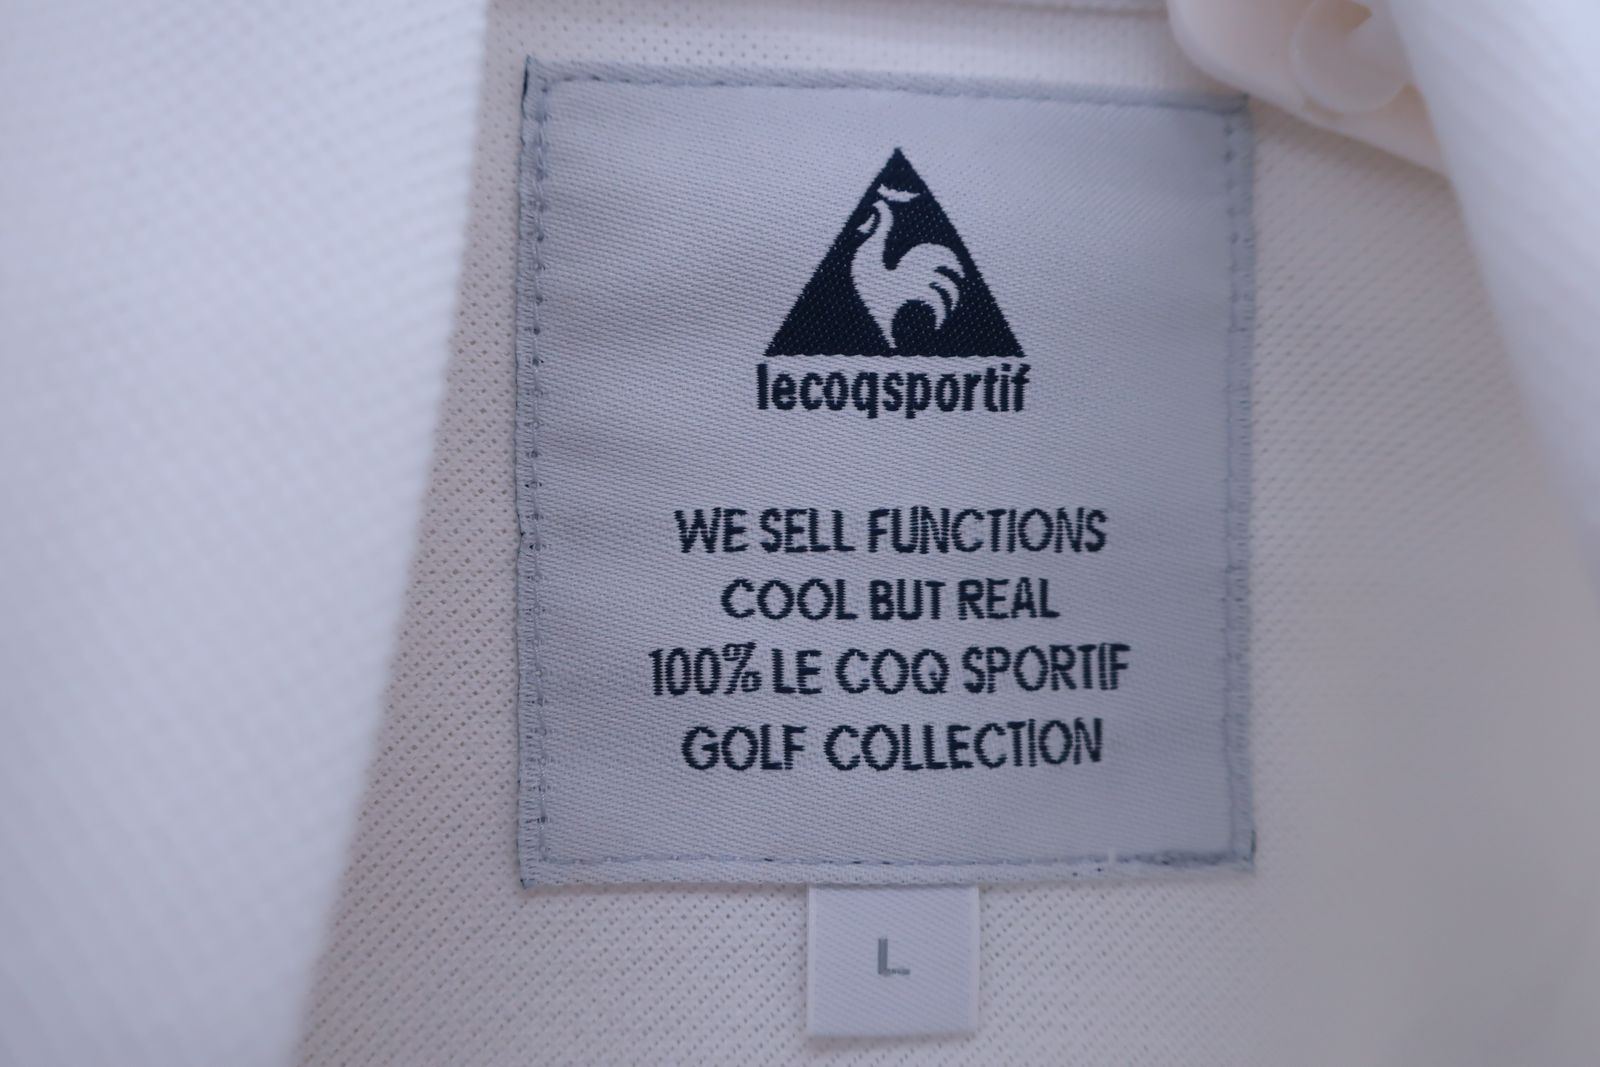 lecoqsportif
WE SELL FUNCTIONS
COOL BUT REAL
100% LE COQ SPORTIF
GOLF COLLECTION
L